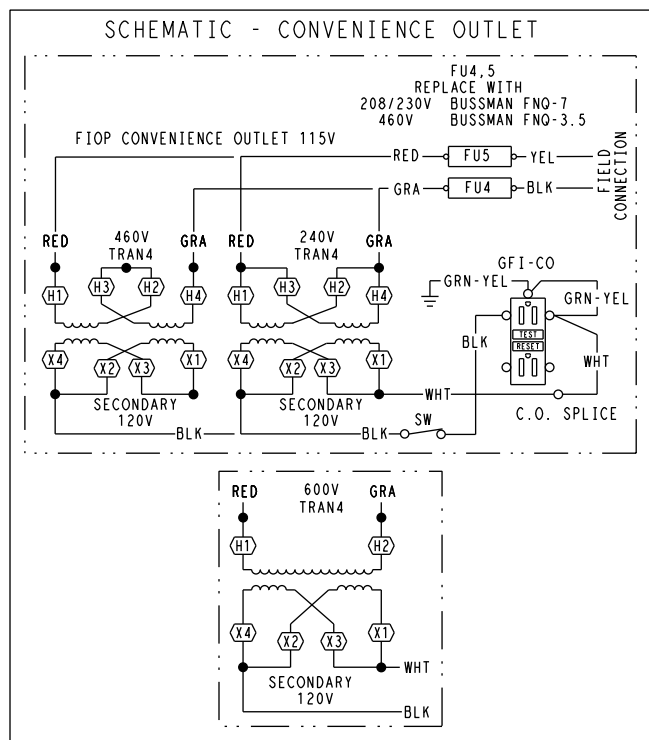 SCHEMATIC - CONVENIENCE OUTLET
FU4,5
REPLACE WITH
208/230V BUSSMAN FNQ-7
460V BUSSMAN FNQ-3.5
FIOP CONVENIENCE OUTLET 115V
RED FU5 YEL
GRA FU4 BLK
FIELD CONNECTION
RED 460V GRA RED 240V GRA
TRAN4 TRAN4
H1 H3 H2 H4 H1 H3 H2 H4
GFI-CO
GRN-YEL
GRN-YEL
TEST
RESET
BLK
WHT
X4 X2 X3 X1 X4 X2 X3 X1
SECONDARY SECONDARY WHT
120V 120V
C.O. SPLICE
BLK BLK SW
RED 600V GRA
TRAN4
H1 H2
X4 X2 X3 X1
WHT
SECONDARY
120V
BLK